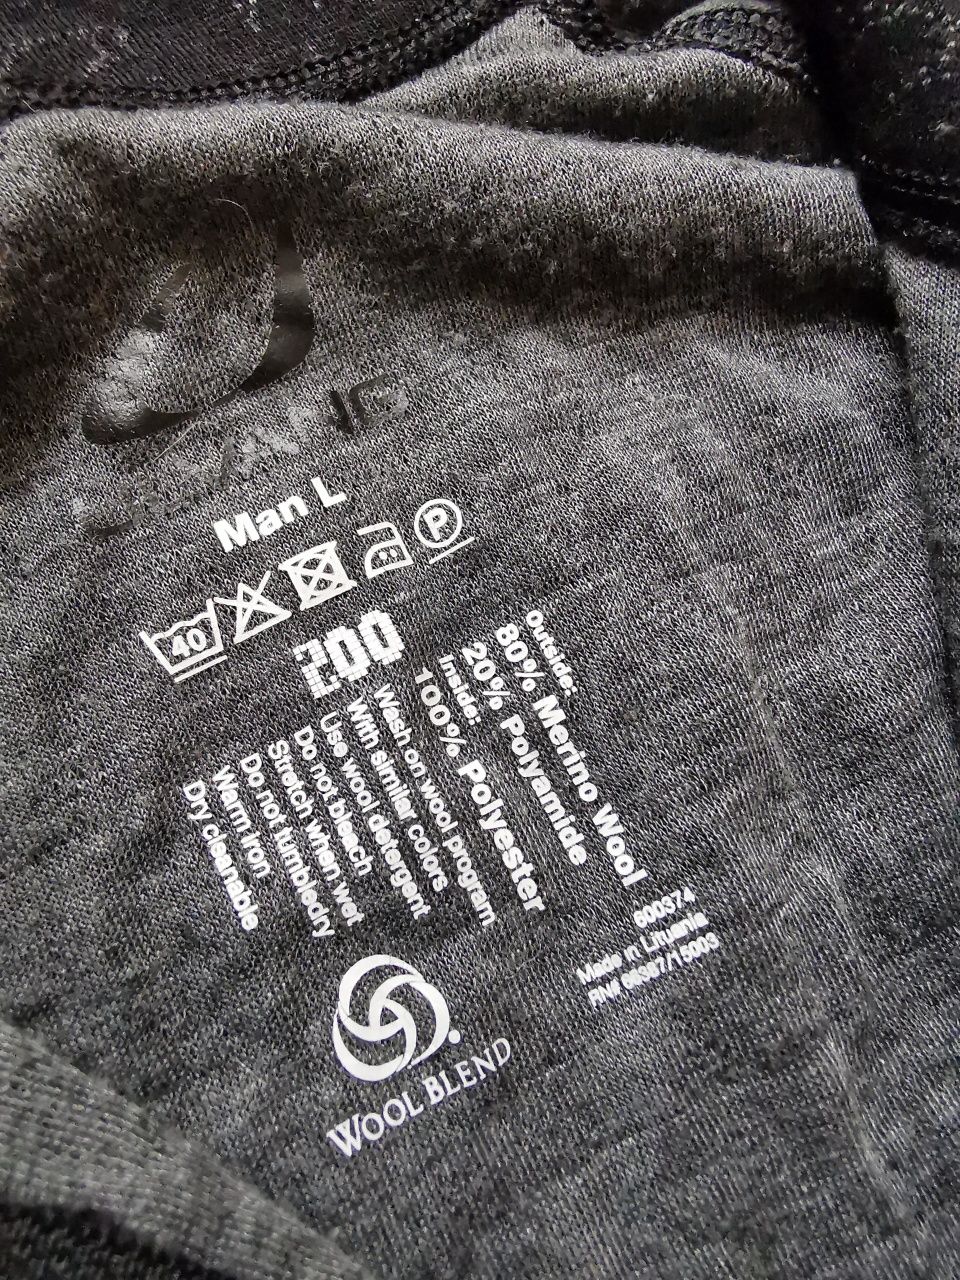 Man L
40
P
200
Outside:
80% Merino Wool
20% Polyamide
Inside:
100% Polyester
Wash on wool program
With similar colors
Use wool detergent
Do not bleach
Stretch when wet
Do not tumbledry
Warm Iron
Dry cleanable
600374
Made in Lituania
WOOL BLEND